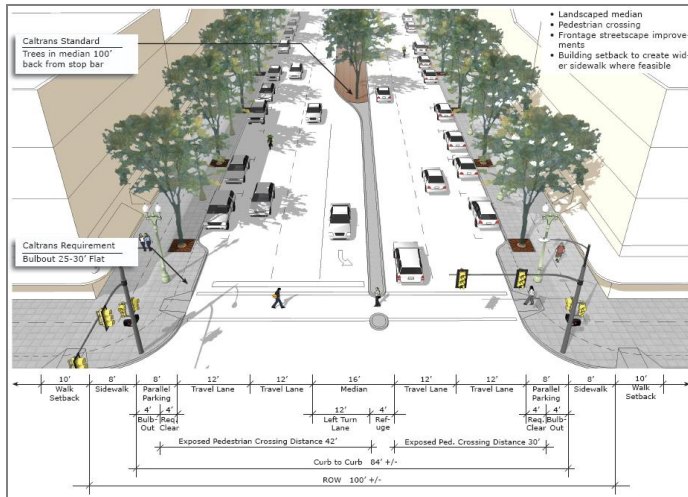 Caltrans Standard
Trees in median 100'
back from stop bar
• Landscaped median
• Pedestrian crossing
• Frontage streetscape improve-
ments
• Building setback to create wid-
er sidewalk where feasible
Caltrans Requirement
Bulbout 25-30' Flat
10' 8' 8' 12' 12' 16' 12' 12' 8' 8' 10'
Walk Sidewalk Parallel Travel Lane Travel Lane Median Travel Lane Travel Lane Parallel Sidewalk Walk
Setback Parking Parking Setback
4' 4' 12' 4' 4' 4'
Bulb- Req. Left Turn Ref- Req. Bulb-
Out Clear Lane uge Clear Out
Exposed Pedestrian Crossing Distance 42' Exposed Ped. Crossing Distance 30'
Curb to Curb 84' +/-
ROW 100' +/-